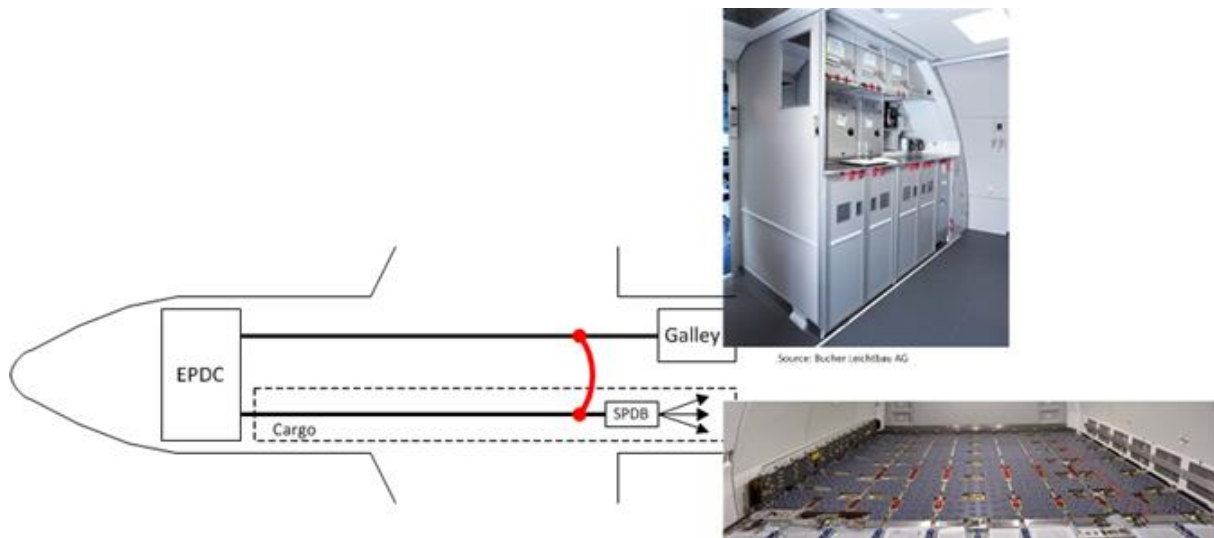 Source: Bucher Leichtbau AG
Galley
EPDC
SPDB
Cargo